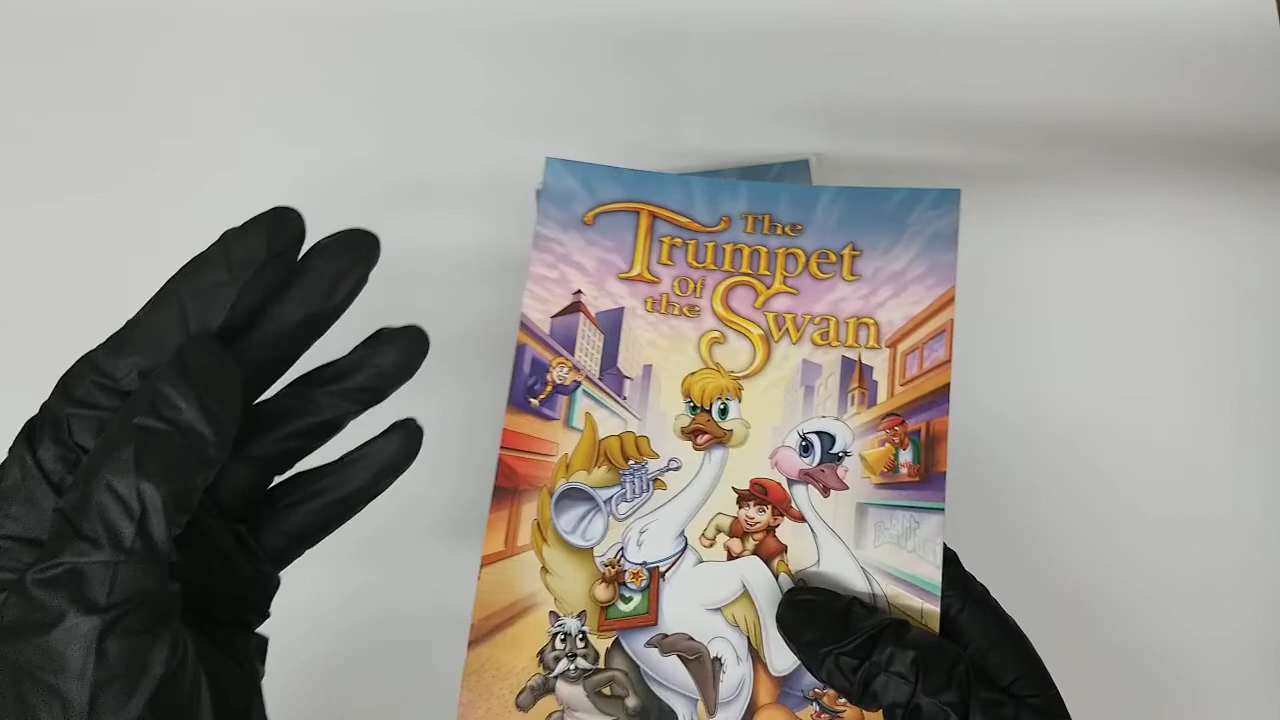 The
Trumpet
Of
the Swan